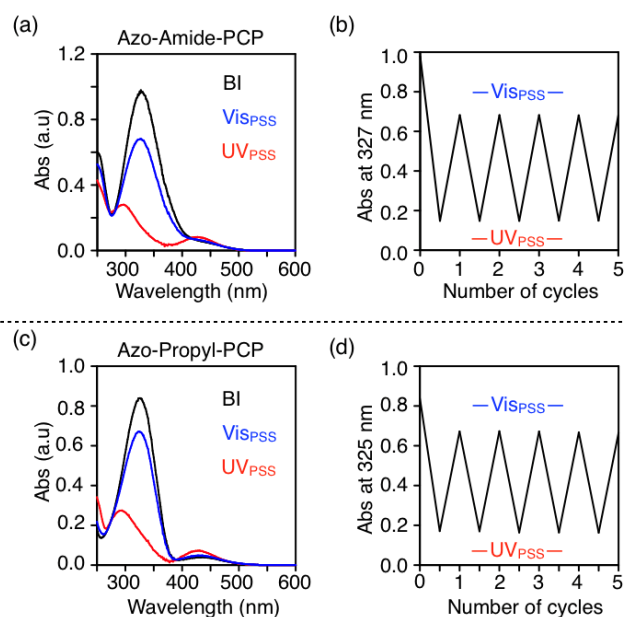 (a)
Azo-Amide-PCP
1.2
0.8
0.4
0.0
Abs (a.u)
BI
VisPSS
UVPSS
300
400
500
600
Wavelength (nm)
(b)
1.0
0.8
0.6
0.4
0.2
0.0
Abs at 327 nm
—VisPSS—
—UVPSS—
0
1
2
3
4
5
Number of cycles
(c)
Azo-Propyl-PCP
1.0
0.8
0.6
0.4
0.2
0.0
Abs (a.u)
BI
VisPSS
UVPSS
300
400
500
600
Wavelength (nm)
(d)
1.0
0.8
0.6
0.4
0.2
0.0
Abs at 325 nm
—VisPSS—
—UVPSS—
0
1
2
3
4
5
Number of cycles